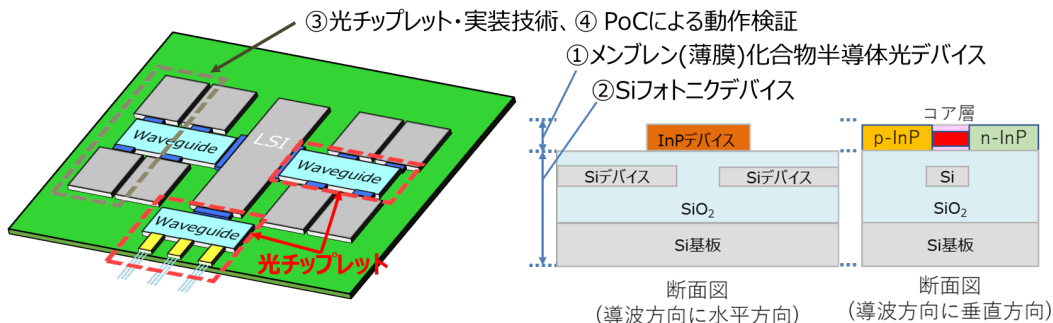 ③光チップレット・実装技術、④ PoCによる動作検証
①メンブレン(薄膜)化合物半導体光デバイス
②Siフォトニクデバイス
Waveguide
LSI
Waveguide
Waveguide
光チップレット
InPデバイス
Siデバイス
Siデバイス
SiO₂
Si基板
断面図
(導波方向に水平方向)
コア層
p-InP
n-InP
Si
SiO₂
Si基板
断面図
(導波方向に垂直方向)